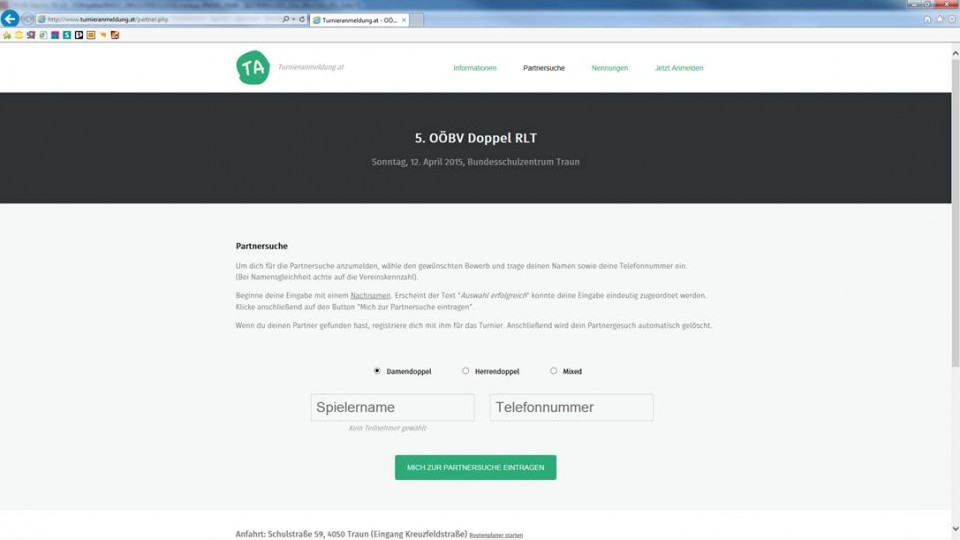 http://www.turnieranmeldung.at/partner.php
Turnieranmeldung.at - OÖ...
TA
Turnieranmeldung.at
Informationen
Partnersuche
Nennungen
Jetzt Anmelden
5. OÖBV Doppel RLT
Sonntag, 12. April 2015, Bundesschulzentrum Traun
Partnersuche
Um dich für die Partnersuche anzumelden, wähle den gewünschten Bewerb und trage deinen Namen sowie deine Telefonnummer ein.
(Bei Namensgleichheit achte auf die Vereinskennzahl).
Beginne deine Eingabe mit einem Nachnamen. Erscheint der Text "Auswahl erfolgreich" konnte deine Eingabe eindeutig zugeordnet werden.
Klicke anschließend auf den Button "Mich zur Partnersuche eintragen".
Wenn du deinen Partner gefunden hast, registriere dich mit ihm für das Turnier. Anschließend wird dein Partnergesuch automatisch gelöscht.
Damendoppel
Herrendoppel
Mixed
Spielername
Telefonnummer
Kein Teilnehmer gewählt
MICH ZUR PARTNERSUCHE EINTRAGEN
Anfahrt: Schulstraße 59, 4050 Traun (Eingang Kreuzfeldstraße) Routenplaner starten